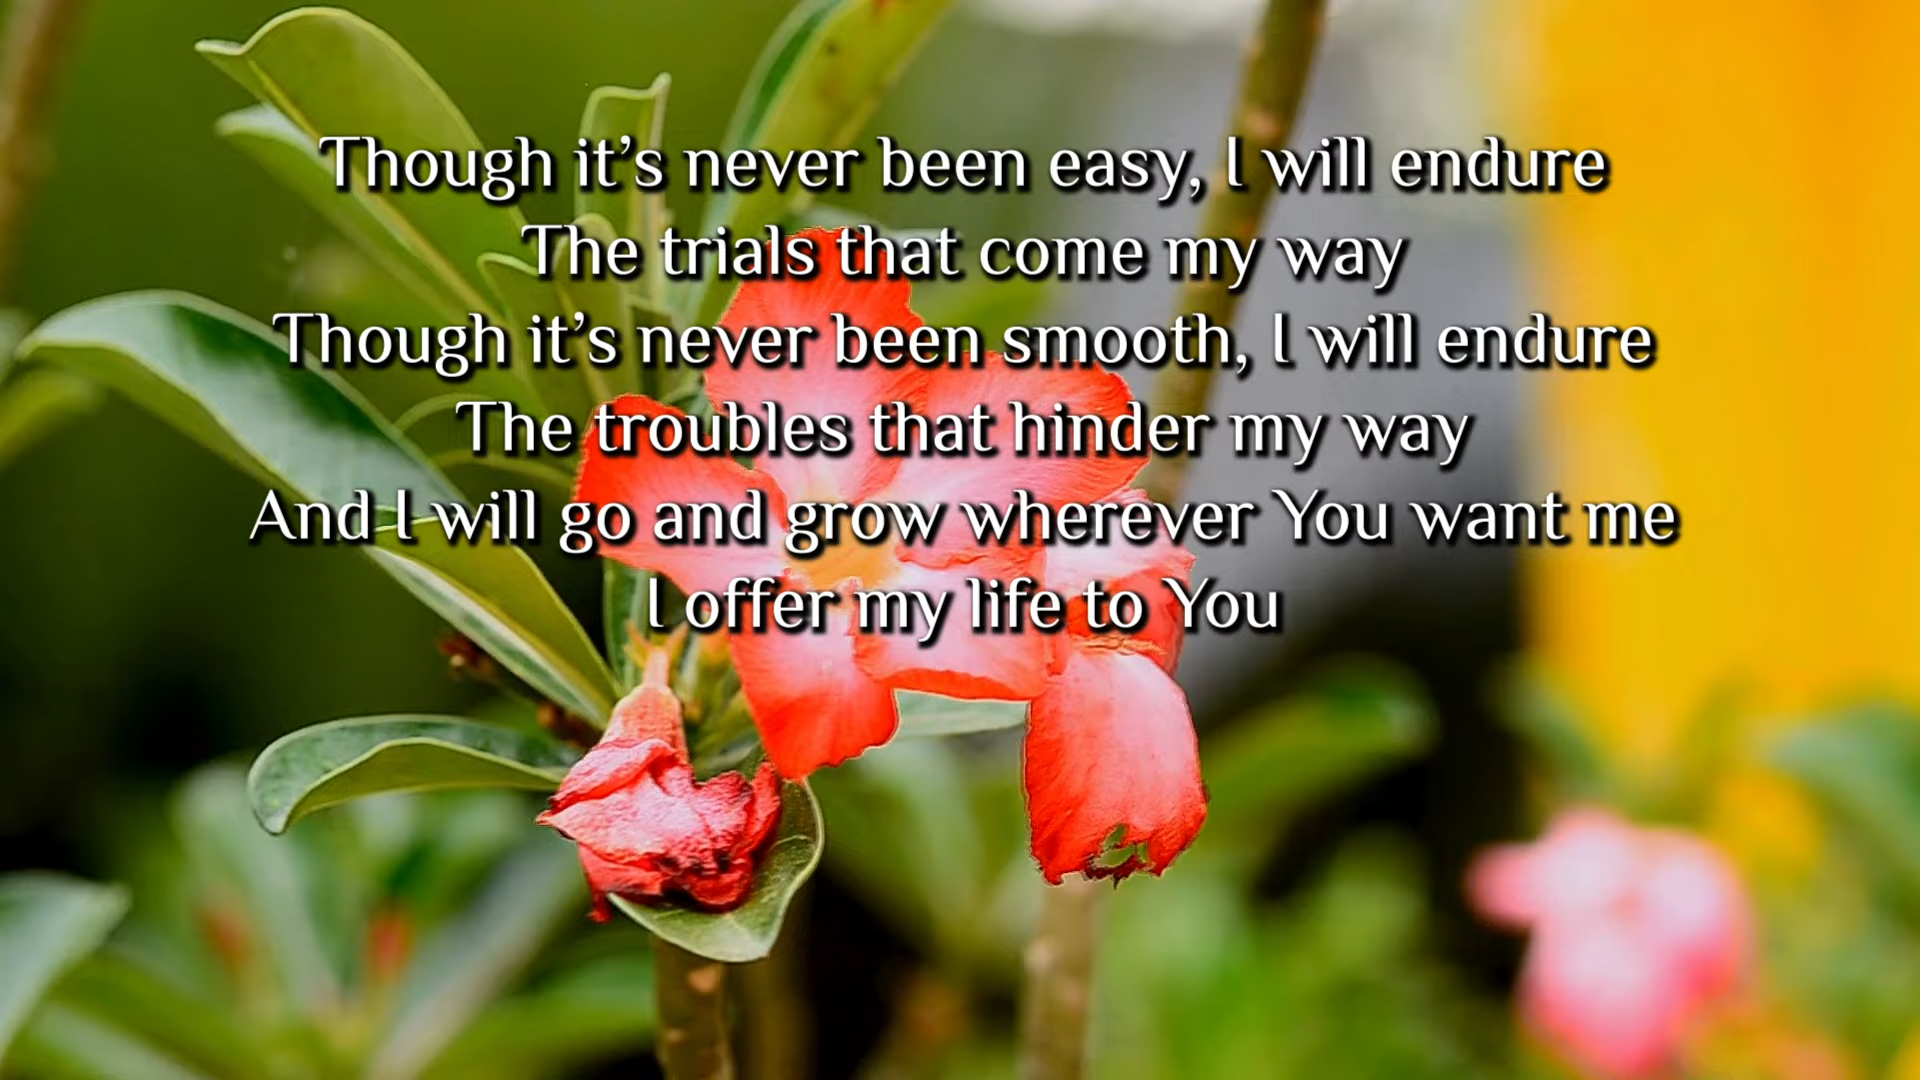 Though it’s never been easy, I will endure
The trials that come my way
Though it’s never been smooth, I will endure
The troubles that hinder my way
And I will go and grow wherever You want me
I offer my life to You